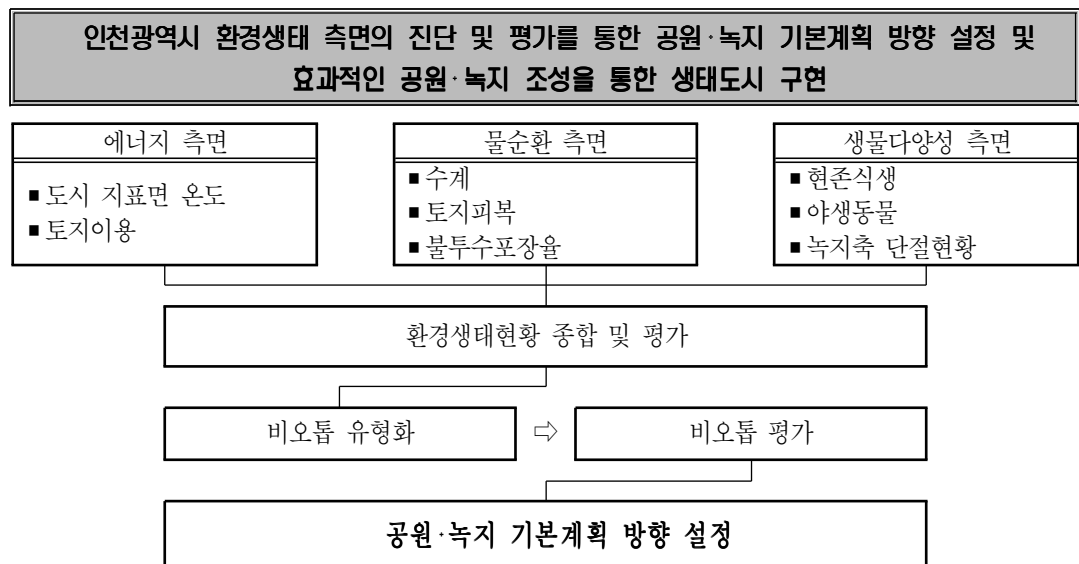 인천광역시 환경생태 측면의 진단 및 평가를 통한 공원·녹지 기본계획 방향 설정 및
효과적인 공원·녹지 조성을 통한 생태도시 구현
에너지 측면
■ 도시 지표면 온도
■ 토지이용
물순환 측면
■ 수계
■ 토지피복
■ 불투수포장율
생물다양성 측면
■ 현존식생
■ 야생동물
■ 녹지축 단절현황
환경생태현황 종합 및 평가
비오톱 유형화
⇨
비오톱 평가
공원·녹지 기본계획 방향 설정